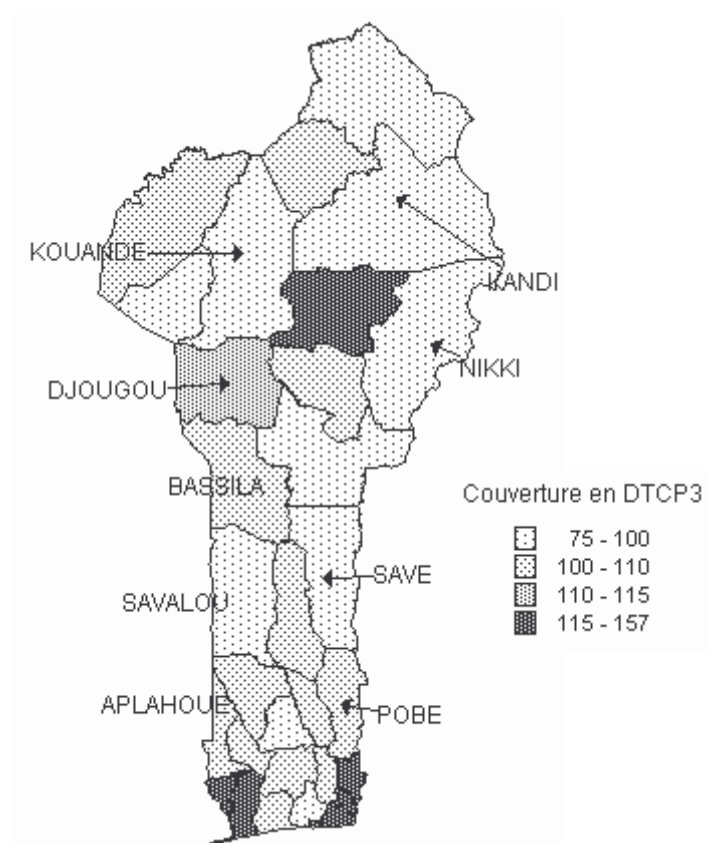 KOUANDE
KANDI
NIKKI
DJOUGOU
BASSILA
Couverture en DTCP3
75 - 100
100 - 110
110 - 115
115 - 157
SAVE
SAVALOU
APLAHOUE
POBE